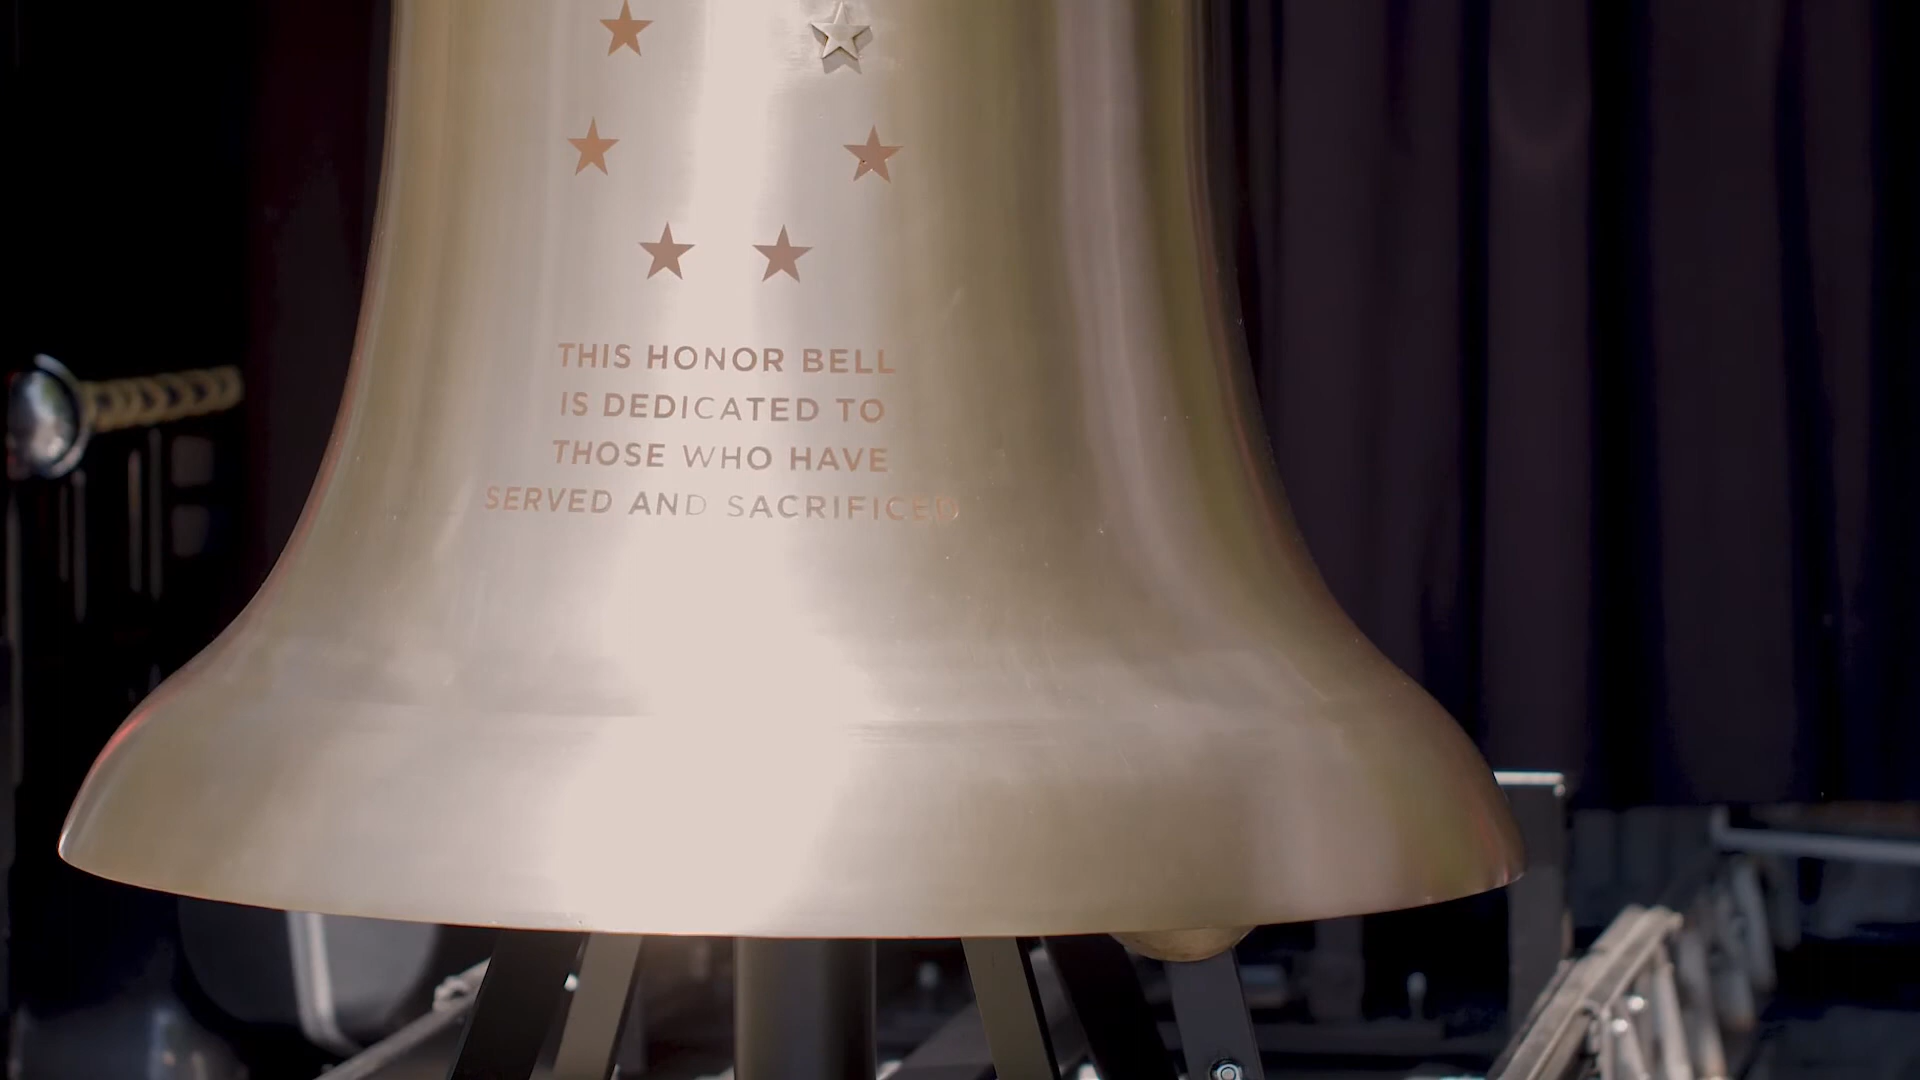 THIS HONOR BELL
IS DEDICATED TO
THOSE WHO HAVE
SERVED AND SACRIFICED